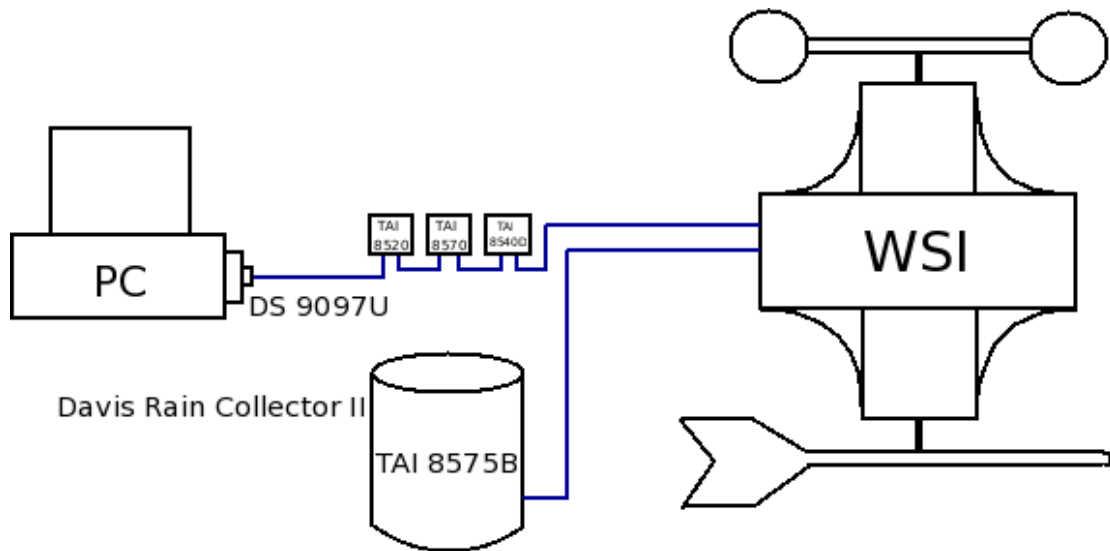 TAI
8520
TAI
8570
TAI
8540D
WSI
PC
DS 9097U
Davis Rain Collector II
TAI 8575B